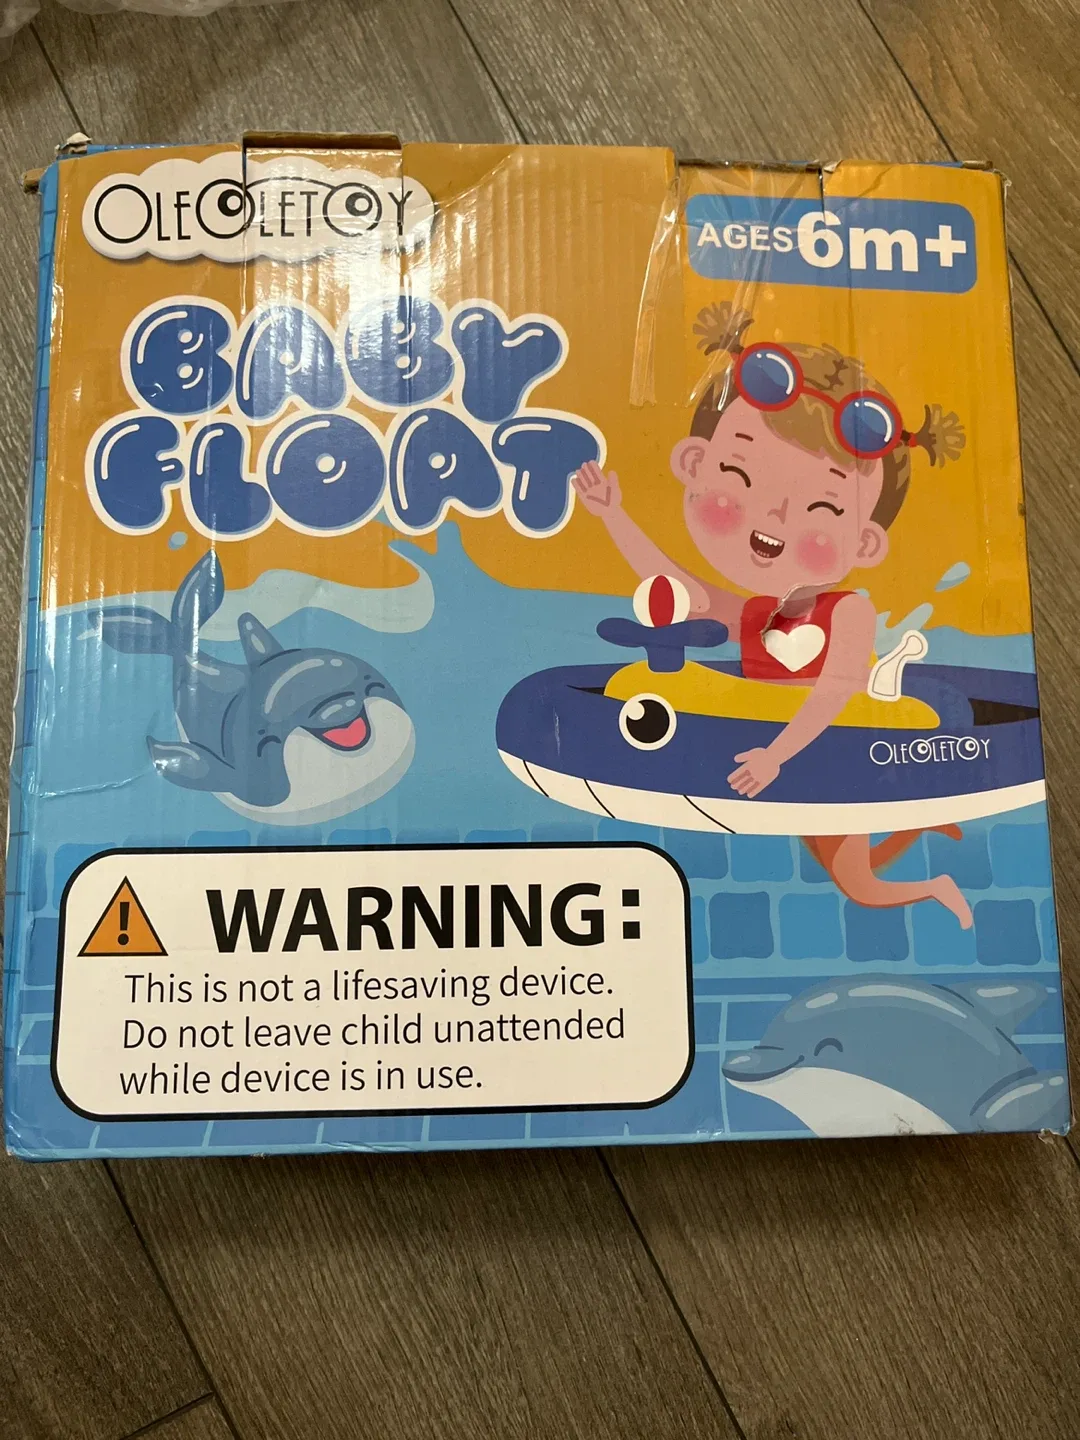 OLEOLETOY
AGES 6m+
BABY
FLOAT
OLEOLETOY
WARNING:
This is not a lifesaving device.
Do not leave child unattended
while device is in use.